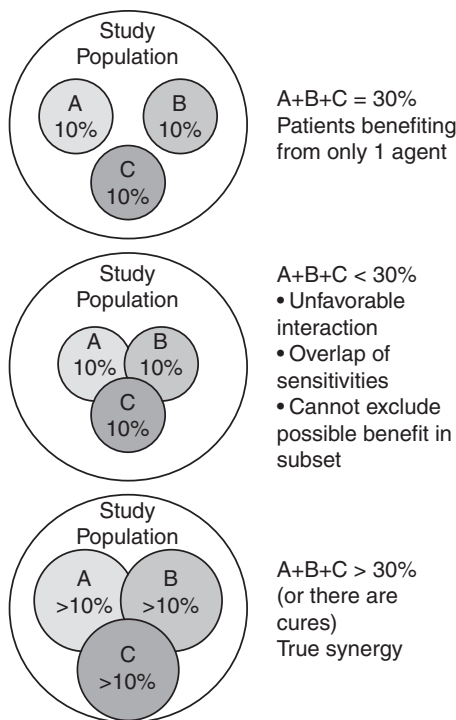 Study
Population
A
10%
B
10%
C
10%
A+B+C = 30%
Patients benefiting
from only 1 agent
Study
Population
A
10%
B
10%
C
10%
A+B+C < 30%
• Unfavorable
interaction
• Overlap of
sensitivities
• Cannot exclude
possible benefit in
subset
Study
Population
A
>10%
B
>10%
C
>10%
A+B+C > 30%
(or there are
cures)
True synergy